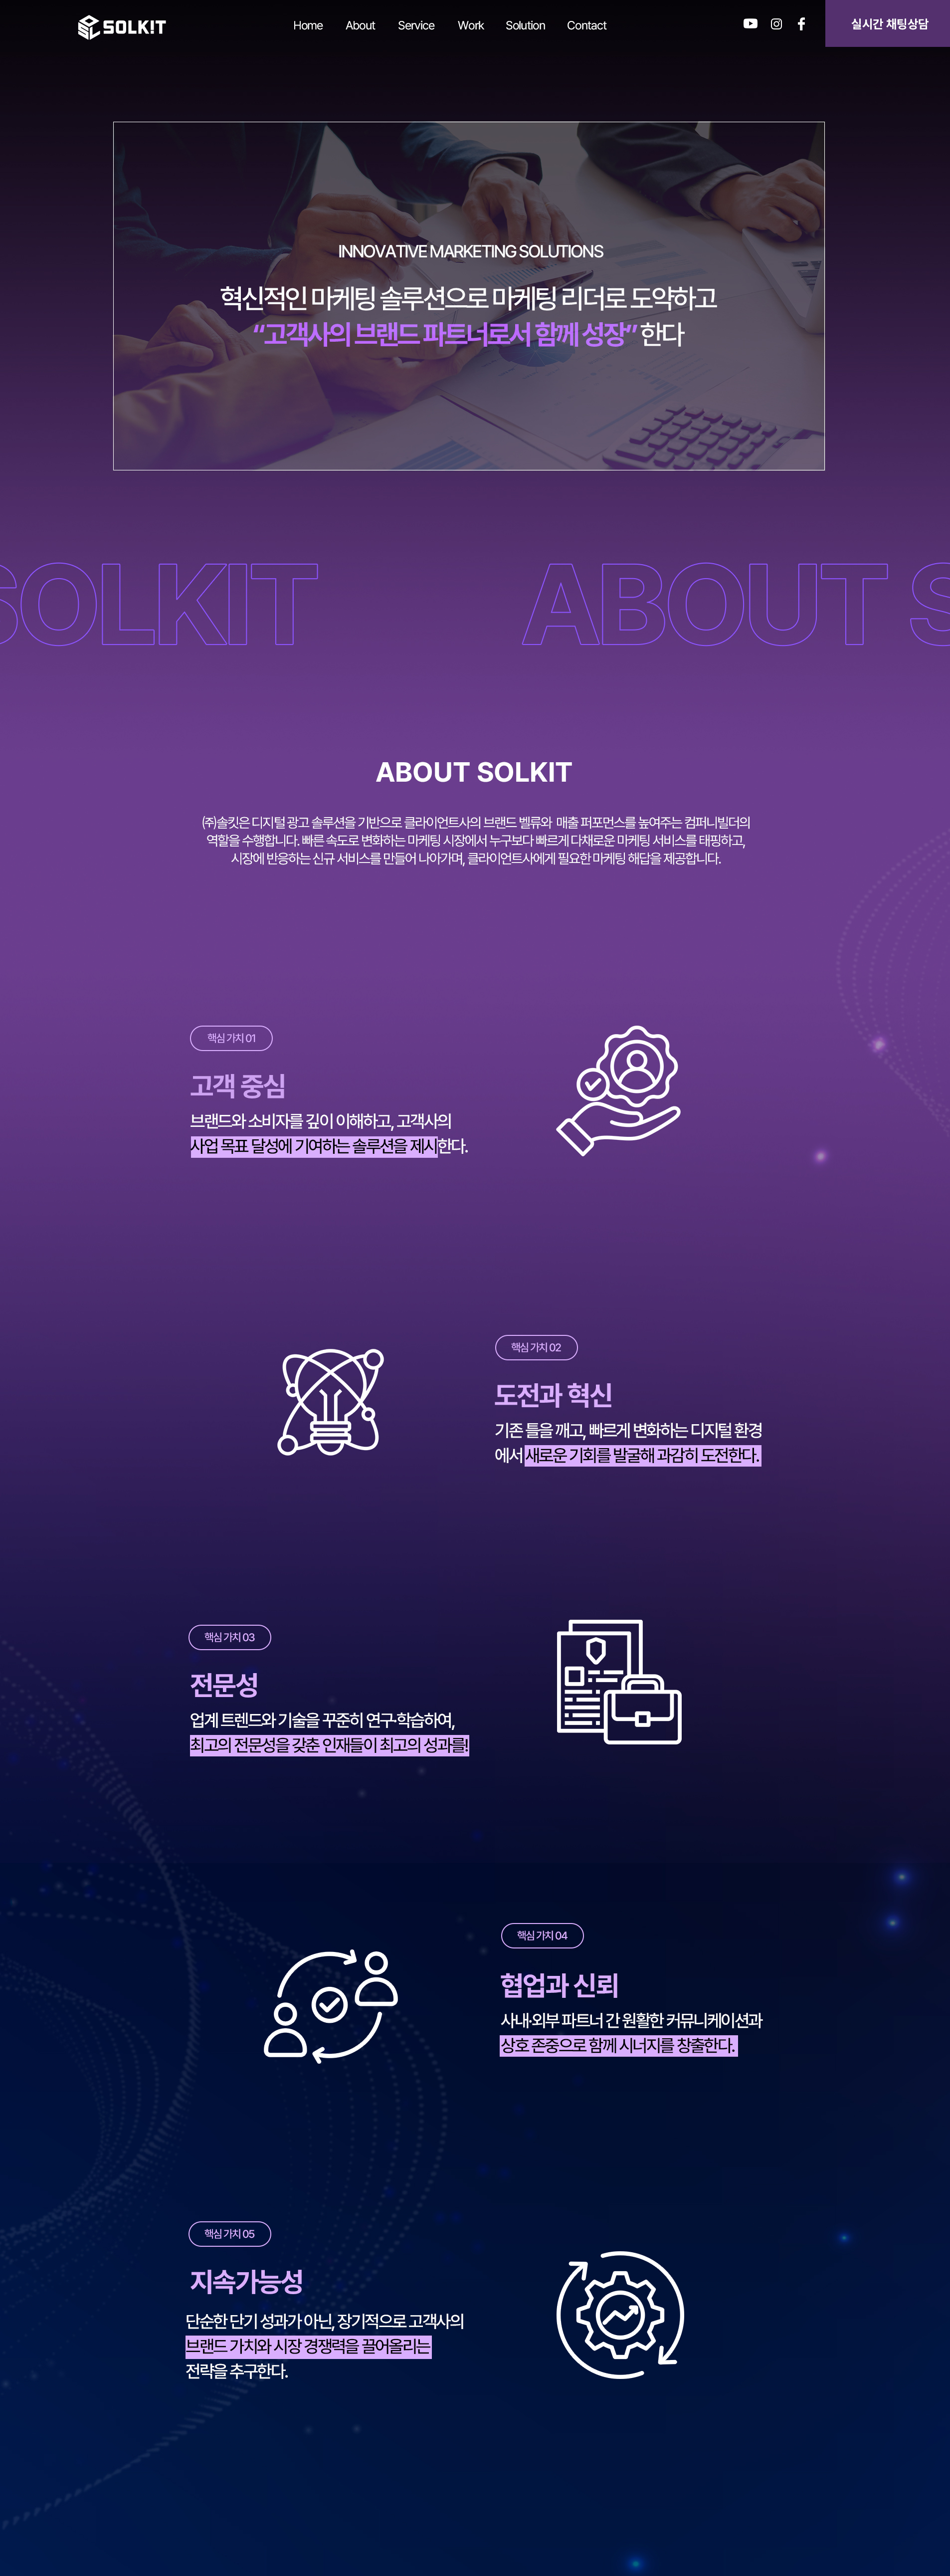 SOLK!T
Home About Service Work Solution Contact
실시간 채팅상담
INNOVATIVE MARKETING SOLUTIONS
혁신적인 마케팅 솔루션으로 마케팅 리더로 도약하고
“고객사의 브랜드 파트너로서 함께 성장” 한다
SOLKIT ABOUT S
ABOUT SOLKIT
㈜솔킷은 디지털 광고 솔루션을 기반으로 클라이언트사의 브랜드 벨류와 매출 퍼포먼스를 높여주는 컴퍼니빌더의
역할을 수행합니다. 빠른 속도로 변화하는 마케팅 시장에서 누구보다 빠르게 다채로운 마케팅 서비스를 태핑하고,
시장에 반응하는 신규 서비스를 만들어 나아가며, 클라이언트사에게 필요한 마케팅 해답을 제공합니다.
핵심 가치 01
고객 중심
브랜드와 소비자를 깊이 이해하고, 고객사의
사업 목표 달성에 기여하는 솔루션을 제시한다.
핵심 가치 02
도전과 혁신
기존 틀을 깨고, 빠르게 변화하는 디지털 환경
에서 새로운 기회를 발굴해 과감히 도전한다.
핵심 가치 03
전문성
업계 트렌드와 기술을 꾸준히 연구·학습하여,
최고의 전문성을 갖춘 인재들이 최고의 성과를!
핵심 가치 04
협업과 신뢰
사내·외부 파트너 간 원활한 커뮤니케이션과
상호 존중으로 함께 시너지를 창출한다.
핵심 가치 05
지속가능성
단순한 단기 성과가 아닌, 장기적으로 고객사의
브랜드 가치와 시장 경쟁력을 끌어올리는
전략을 추구한다.